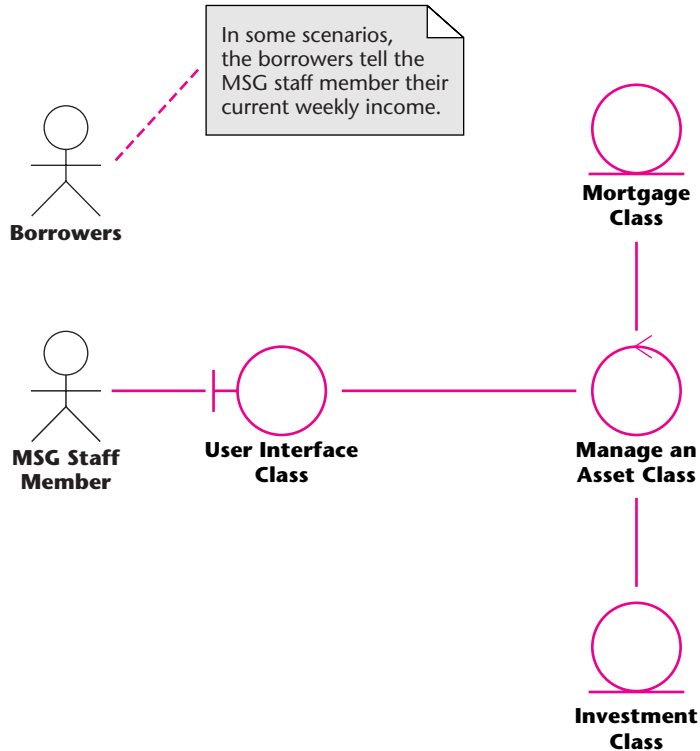 In some scenarios,
the borrowers tell the
MSG staff member their
current weekly income.
Borrowers
Mortgage
Class
MSG Staff
Member
User Interface
Class
Manage an
Asset Class
Investment
Class